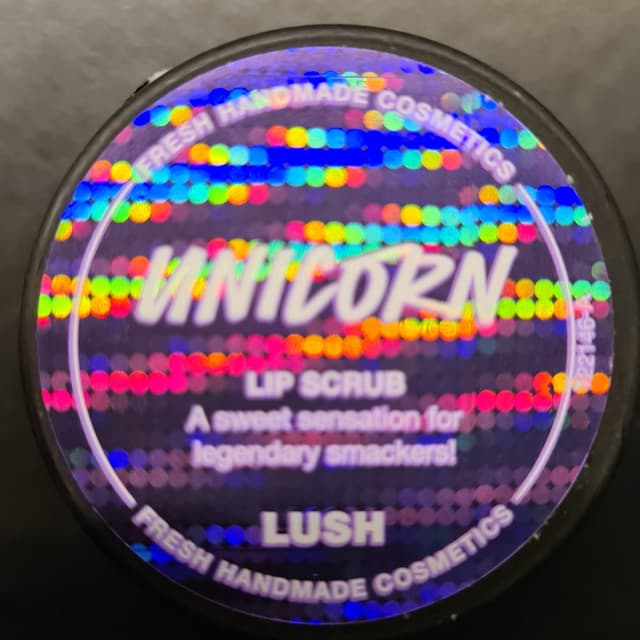 FRESH HANDMADE COSMETICS
UNICORN
LIP SCRUB
A sweet sensation for
legendary smackers!
LUSH
FRESH HANDMADE COSMETICS